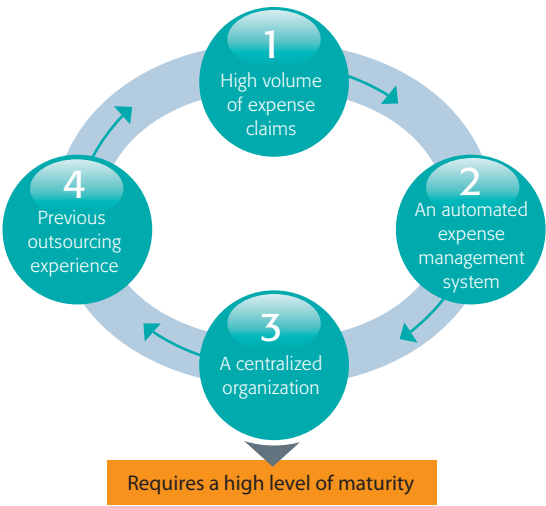 1
High volume
of expense
claims
2
An automated
expense
management
system
3
A centralized
organization
4
Previous
outsourcing
experience
Requires a high level of maturity